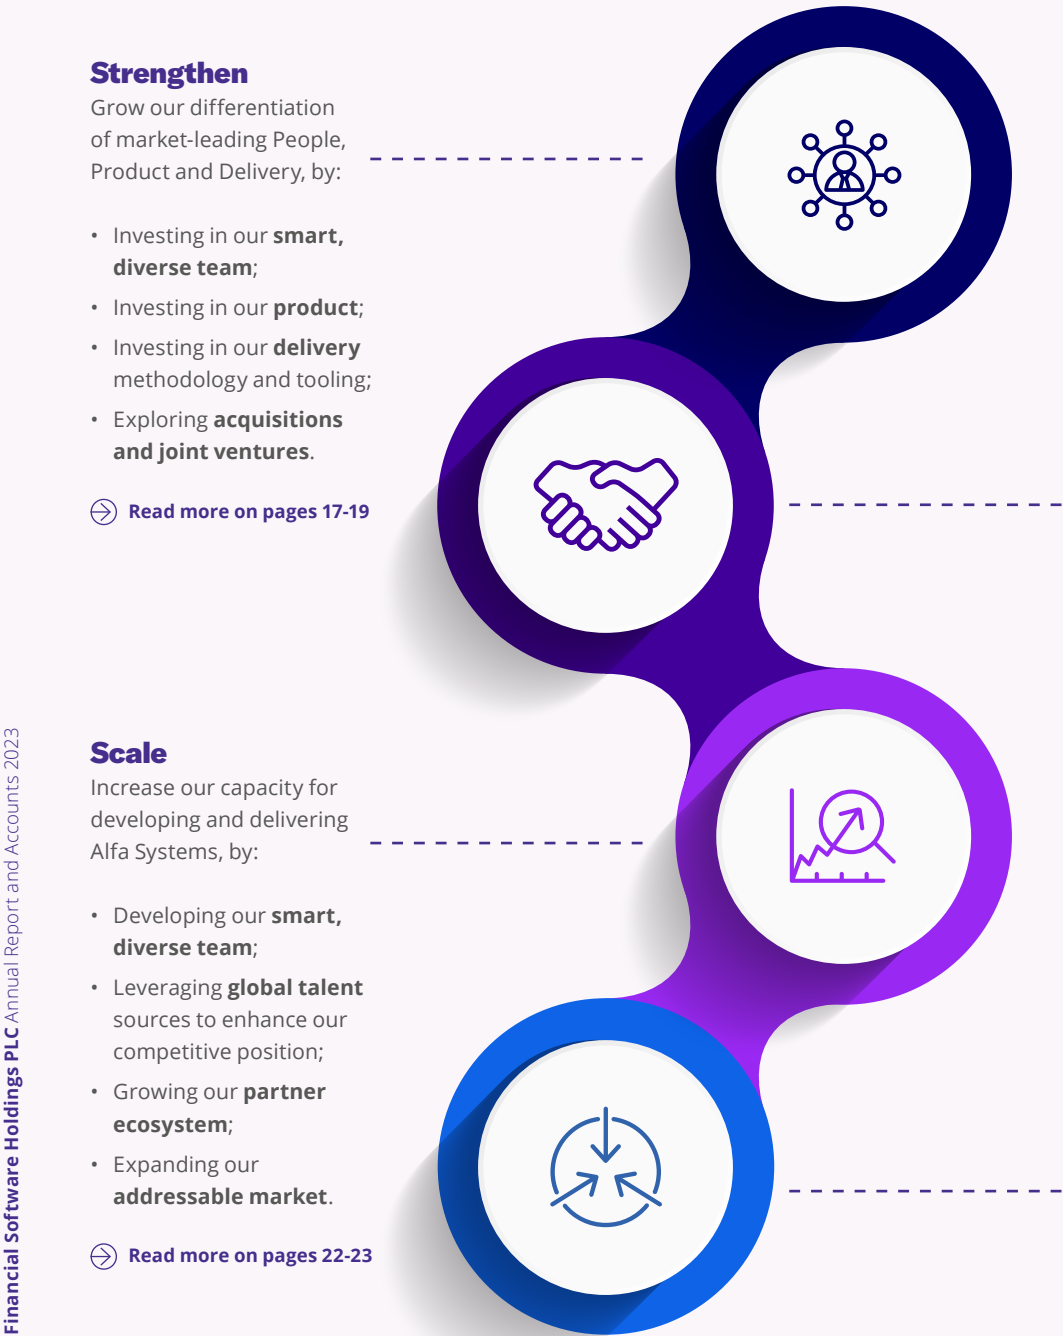 Strengthen
Grow our differentiation
of market-leading People,
Product and Delivery, by:
• Investing in our smart,
diverse team;
• Investing in our product;
• Investing in our delivery
methodology and tooling;
• Exploring acquisitions
and joint ventures.
Read more on pages 17-19
Scale
Increase our capacity for
developing and delivering
Alfa Systems, by:
• Developing our smart,
diverse team;
• Leveraging global talent
sources to enhance our
competitive position;
• Growing our partner
ecosystem;
• Expanding our
addressable market.
Read more on pages 22-23
Financial Software Holdings PLC Annual Report and Accounts 2023